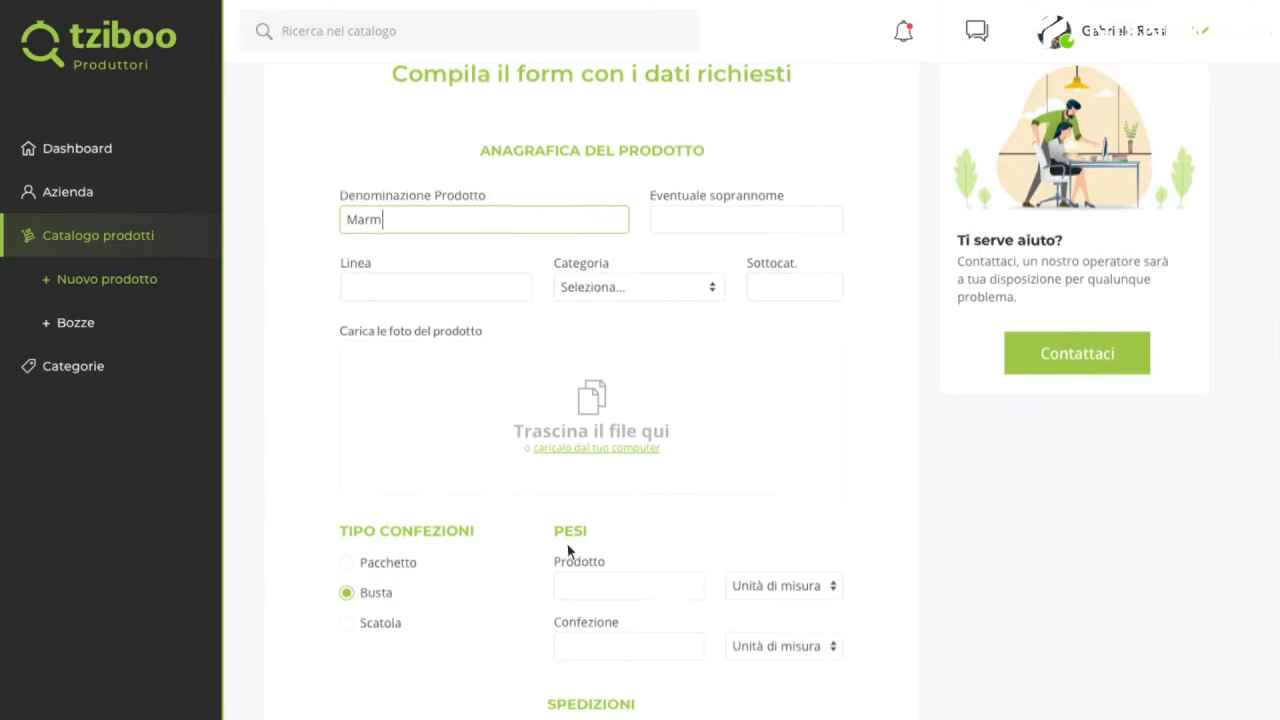 tziboo
Produttori
Ricerca nel catalogo
Dashboard
Azienda
Catalogo prodotti
+ Nuovo prodotto
+ Bozze
Categorie
Compila il form con i dati richiesti
ANAGRAFICA DEL PRODOTTO
Denominazione Prodotto
Eventuale soprannome
Marm
Linea
Categoria
Sottocat.
Seleziona...
Carica le foto del prodotto
Trascina il file qui
o caricalo dal tuo computer
TIPO CONFEZIONI
PESI
Pacchetto
Prodotto
Unità di misura
Busta
Confezione
Scatola
Unità di misura
SPEDIZIONI
Ti serve aiuto?
Contattaci, un nostro operatore sarà
a tua disposizione per qualunque
problema.
Contattaci